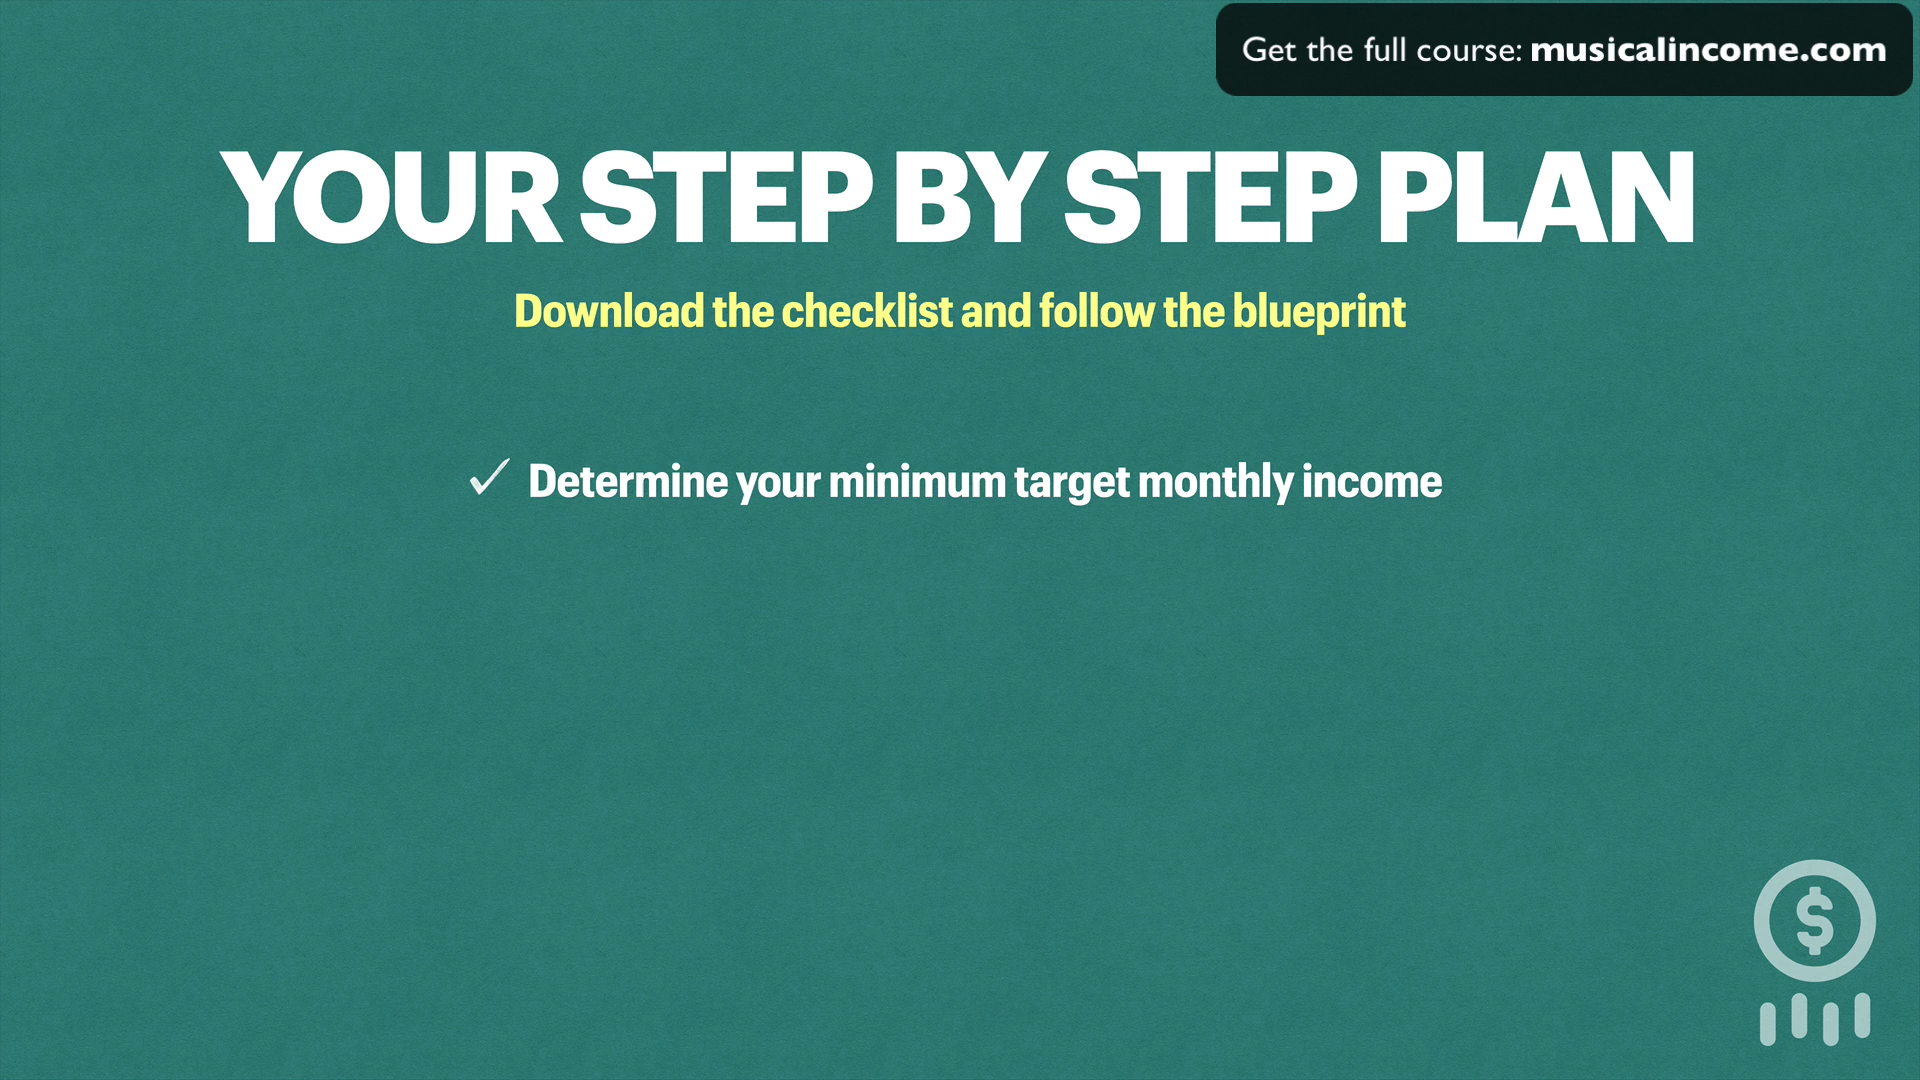 Get the full course: musicalincome.com
YOUR STEP BY STEP PLAN
Download the checklist and follow the blueprint
✓ Determine your minimum target monthly income
$